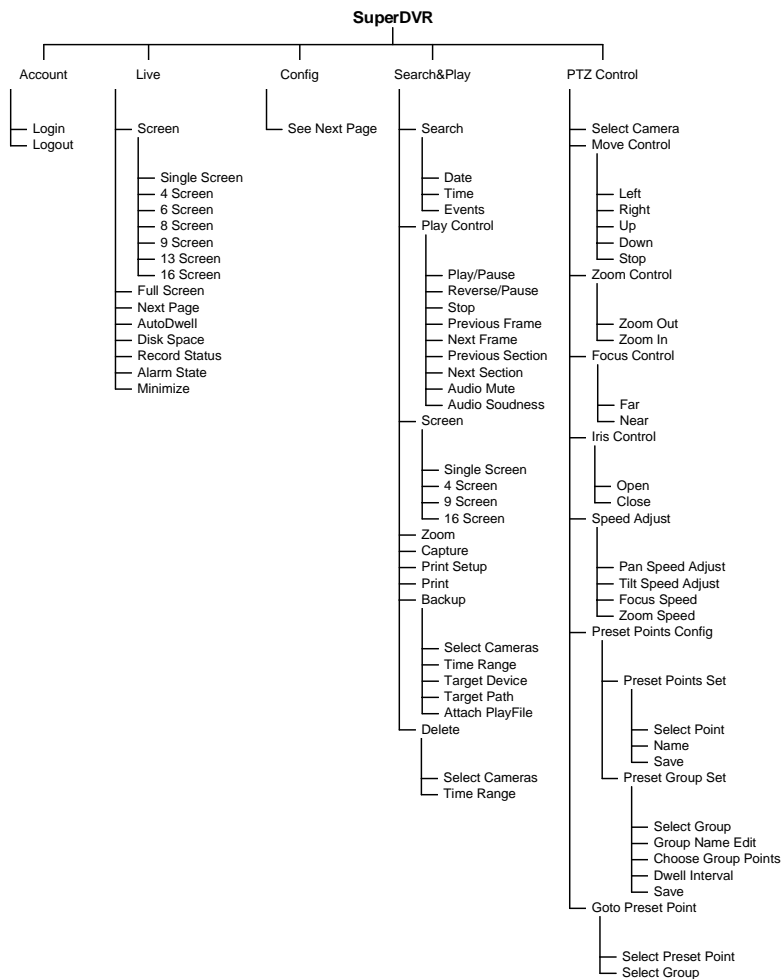 SuperDVR
Account
Login
Logout
Live
Screen
Single Screen
4 Screen
6 Screen
8 Screen
9 Screen
13 Screen
16 Screen
Full Screen
Next Page
AutoDwell
Disk Space
Record Status
Alarm State
Minimize
Config
See Next Page
Search&Play
Search
Date
Time
Events
Play Control
Play/Pause
Reverse/Pause
Stop
Previous Frame
Next Frame
Previous Section
Next Section
Audio Mute
Audio Soudness
Screen
Single Screen
4 Screen
9 Screen
16 Screen
Zoom
Capture
Print Setup
Print
Backup
Select Cameras
Time Range
Target Device
Target Path
Attach PlayFile
Delete
Select Cameras
Time Range
PTZ Control
Select Camera
Move Control
Left
Right
Up
Down
Stop
Zoom Control
Zoom Out
Zoom In
Focus Control
Far
Near
Iris Control
Open
Close
Speed Adjust
Pan Speed Adjust
Tilt Speed Adjust
Focus Speed
Zoom Speed
Preset Points Config
Preset Points Set
Select Point
Name
Save
Preset Group Set
Select Group
Group Name Edit
Choose Group Points
Dwell Interval
Save
Goto Preset Point
Select Preset Point
Select Group